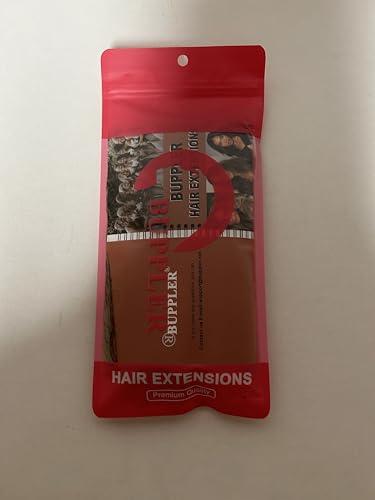 BUPPLER
HAIR EXTENSIONS
BUPPLER
®BUPPLER
HAIR EXTENSIONS
Premium Quality